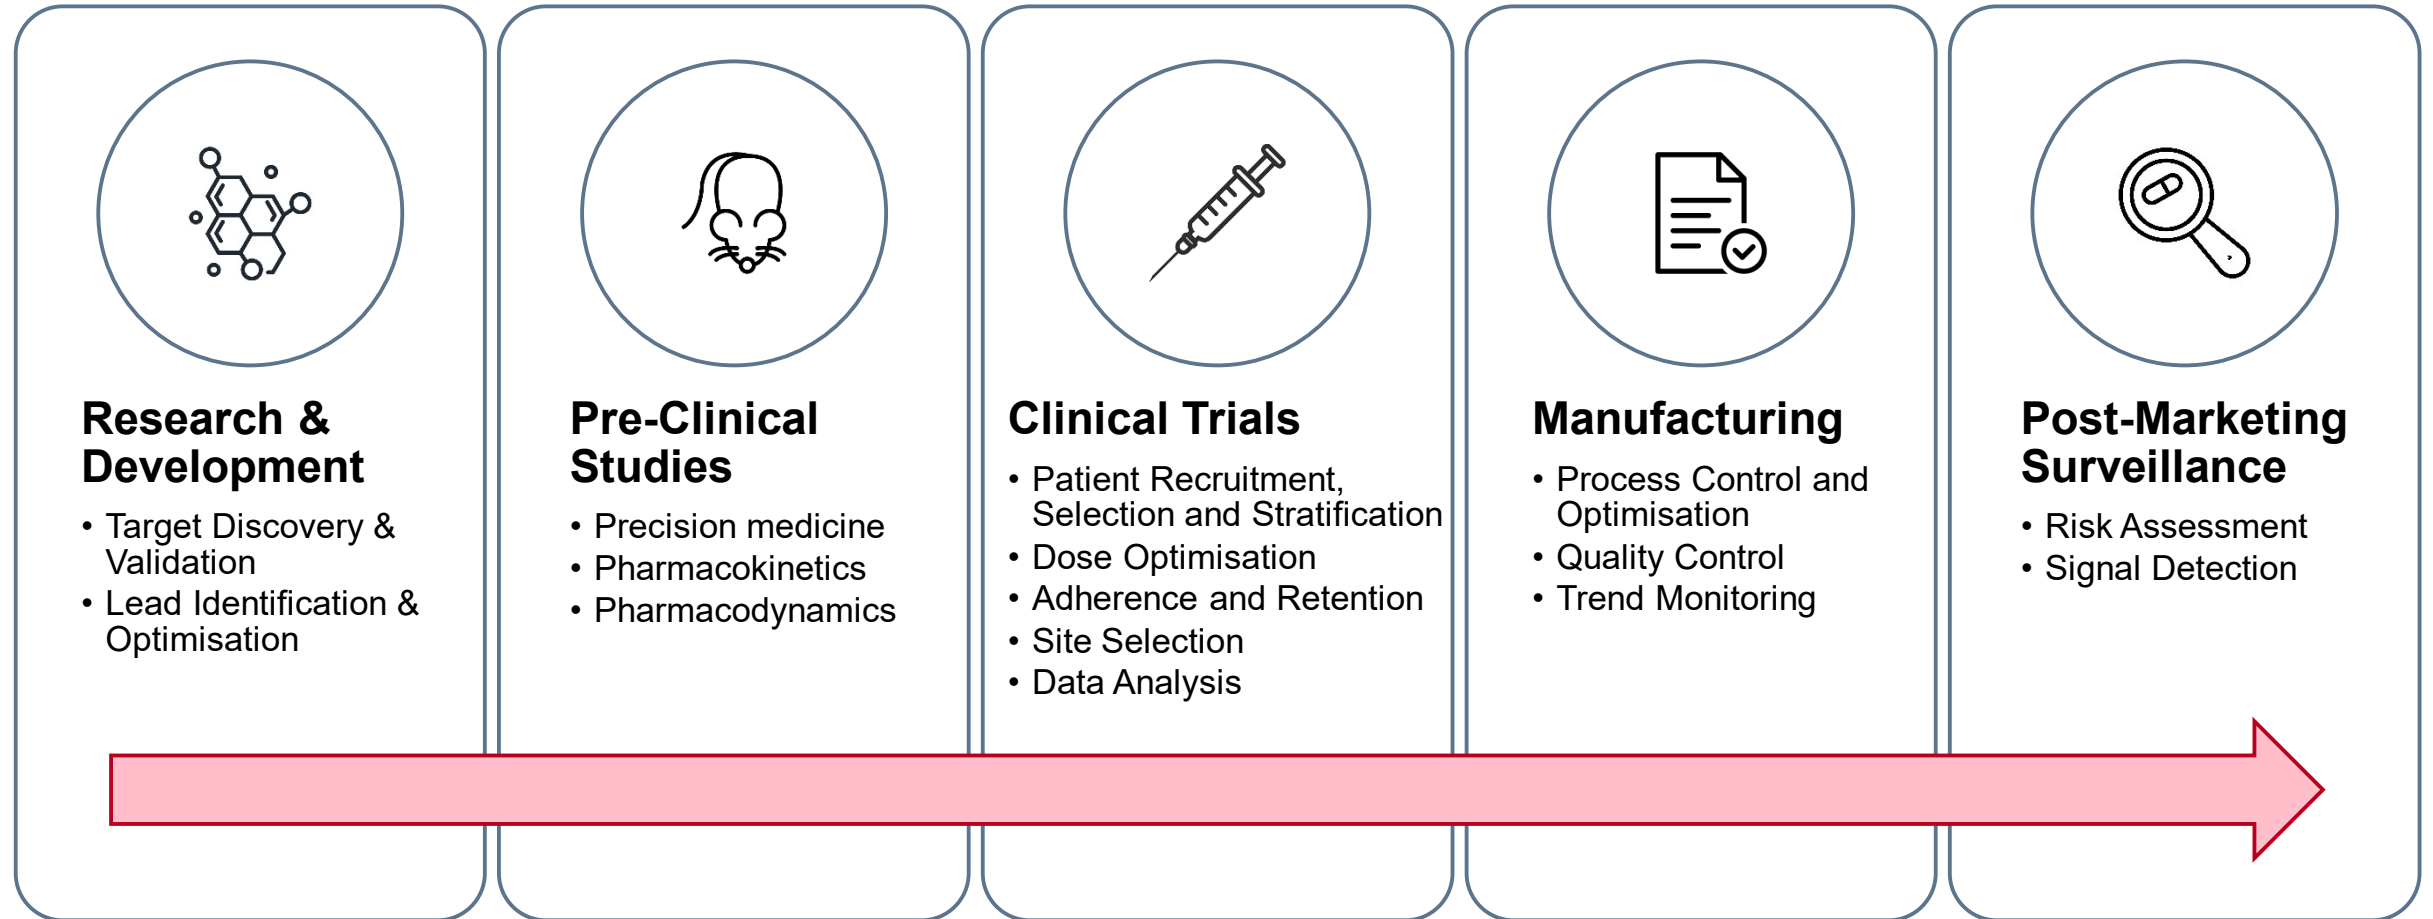 Research &
Development
• Target Discovery &
Validation
• Lead Identification &
Optimisation
Pre-Clinical
Studies
• Precision medicine
• Pharmacokinetics
• Pharmacodynamics
Clinical Trials
• Patient Recruitment,
Selection and Stratification
• Dose Optimisation
• Adherence and Retention
• Site Selection
• Data Analysis
Manufacturing
• Process Control and
Optimisation
• Quality Control
• Trend Monitoring
Post-Marketing
Surveillance
• Risk Assessment
• Signal Detection